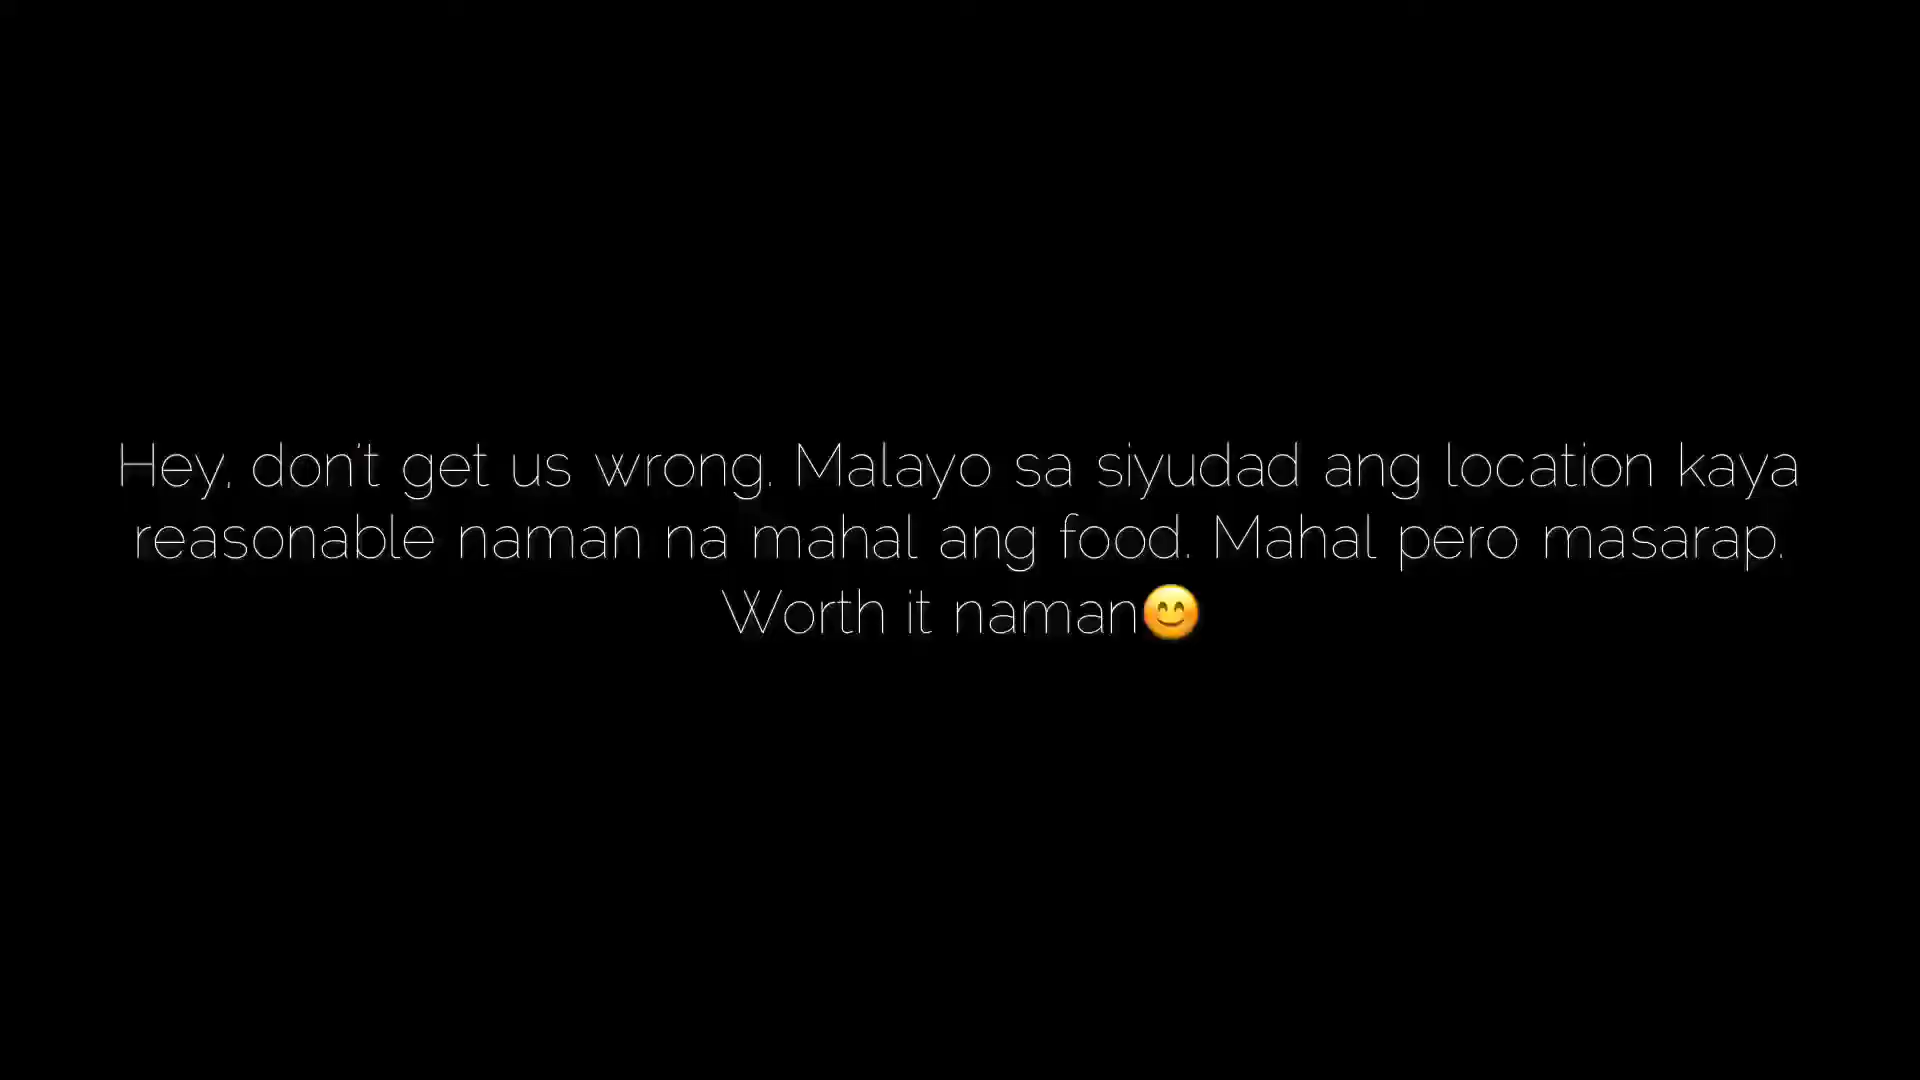 Hey, don't get us wrong. Malayo sa siyudad ang location kaya
reasonable naman na mahal ang food. Mahal pero masarap.
Worth it naman😊